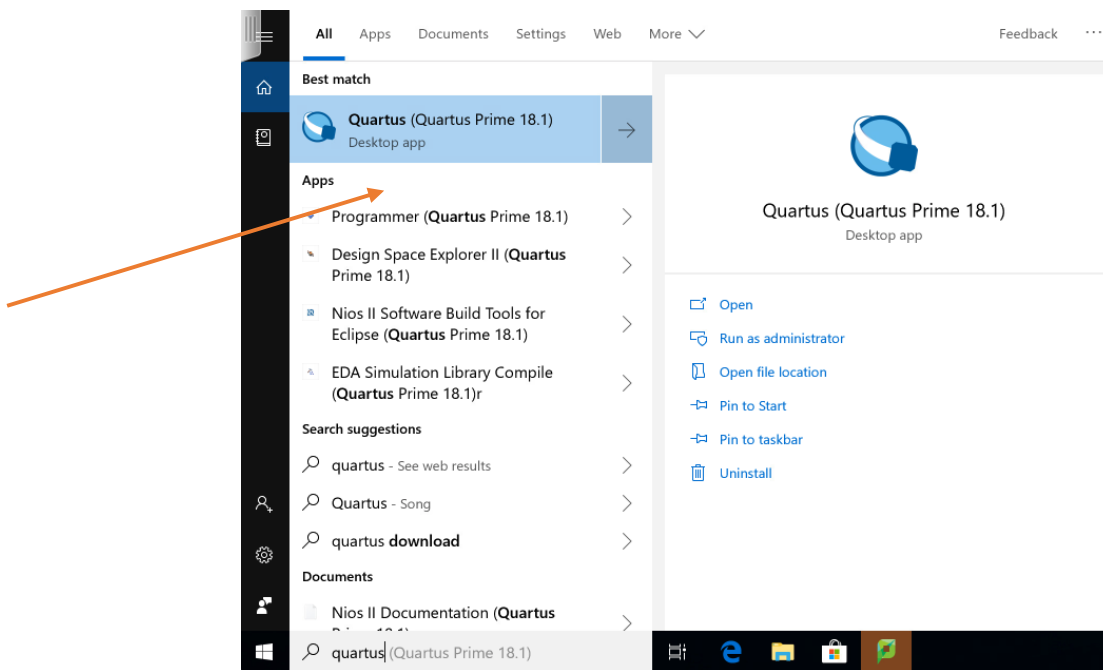 All Apps Documents Settings Web More Feedback ...
Best match
Quartus (Quartus Prime 18.1)
Desktop app
Apps
Programmer (Quartus Prime 18.1)
Design Space Explorer II (Quartus
Prime 18.1)
Nios II Software Build Tools for
Eclipse (Quartus Prime 18.1)
EDA Simulation Library Compile
(Quartus Prime 18.1)r
Search suggestions
quartus - See web results
Quartus - Song
quartus download
Documents
Nios II Documentation (Quartus
Prime 18.1)
quartus (Quartus Prime 18.1)
Quartus (Quartus Prime 18.1)
Desktop app
Open
Run as administrator
Open file location
Pin to Start
Pin to taskbar
Uninstall